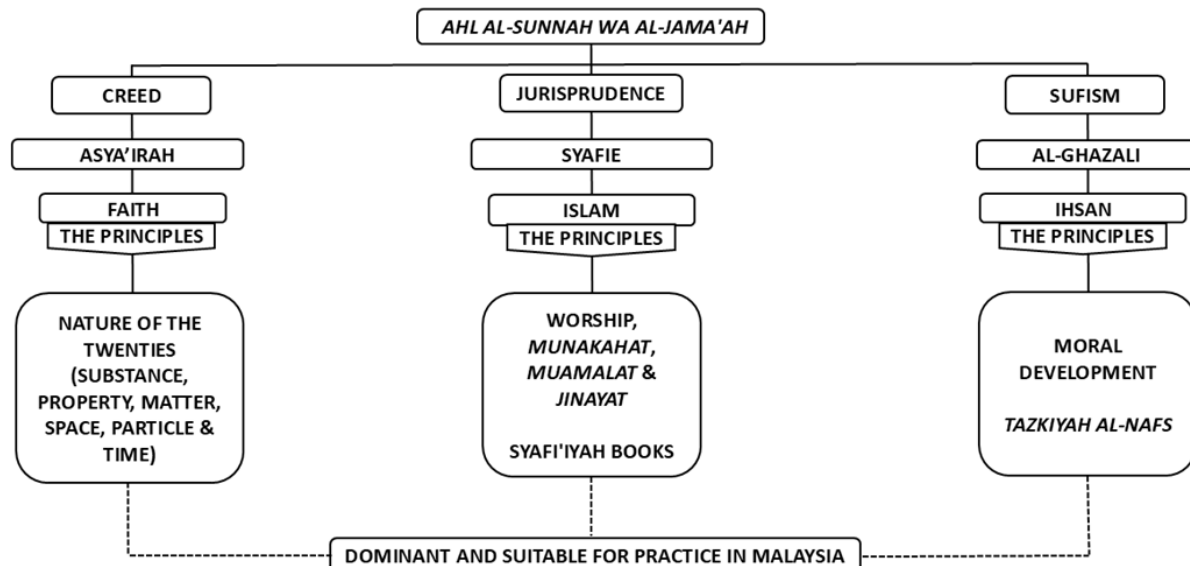 AHL AL-SUNNAH WA AL-JAMA'AH
CREED
JURISPRUDENCE
SUFISM
ASYA’IRAH
SYAFIE
AL-GHAZALI
FAITH
ISLAM
IHSAN
THE PRINCIPLES
THE PRINCIPLES
THE PRINCIPLES
NATURE OF THE
TWENTIES
(SUBSTANCE,
PROPERTY, MATTER,
SPACE, PARTICLE &
TIME)
WORSHIP,
MUNAKAHAT,
MUAMALAT &
JINAYAT
SYAFI'IYAH BOOKS
MORAL
DEVELOPMENT
TAZKIYAH AL-NAFS
DOMINANT AND SUITABLE FOR PRACTICE IN MALAYSIA